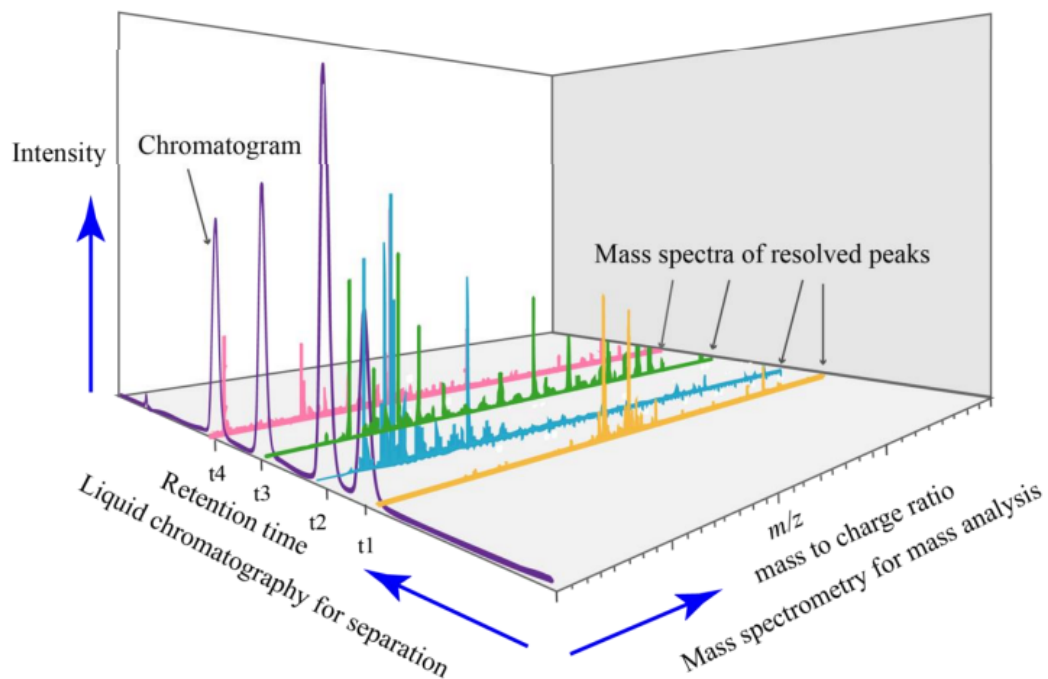 Intensity
Chromatogram
Mass spectra of resolved peaks
t4
t3
t2
t1
Retention time
Liquid chromatography for separation
m/z
mass to charge ratio
Mass spectrometry for mass analysis